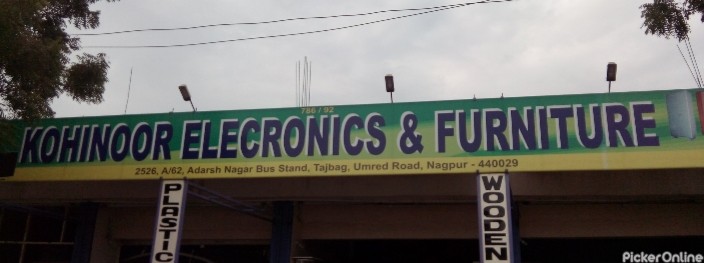 786 / 92
KOHINOOR ELECRONICS & FURNITURE
2526, A/62, Adarsh Nagar Bus Stand, Tajbag, Umred Road, Nagpur - 440029
PLASTIC
WOODEN
PickerOnline